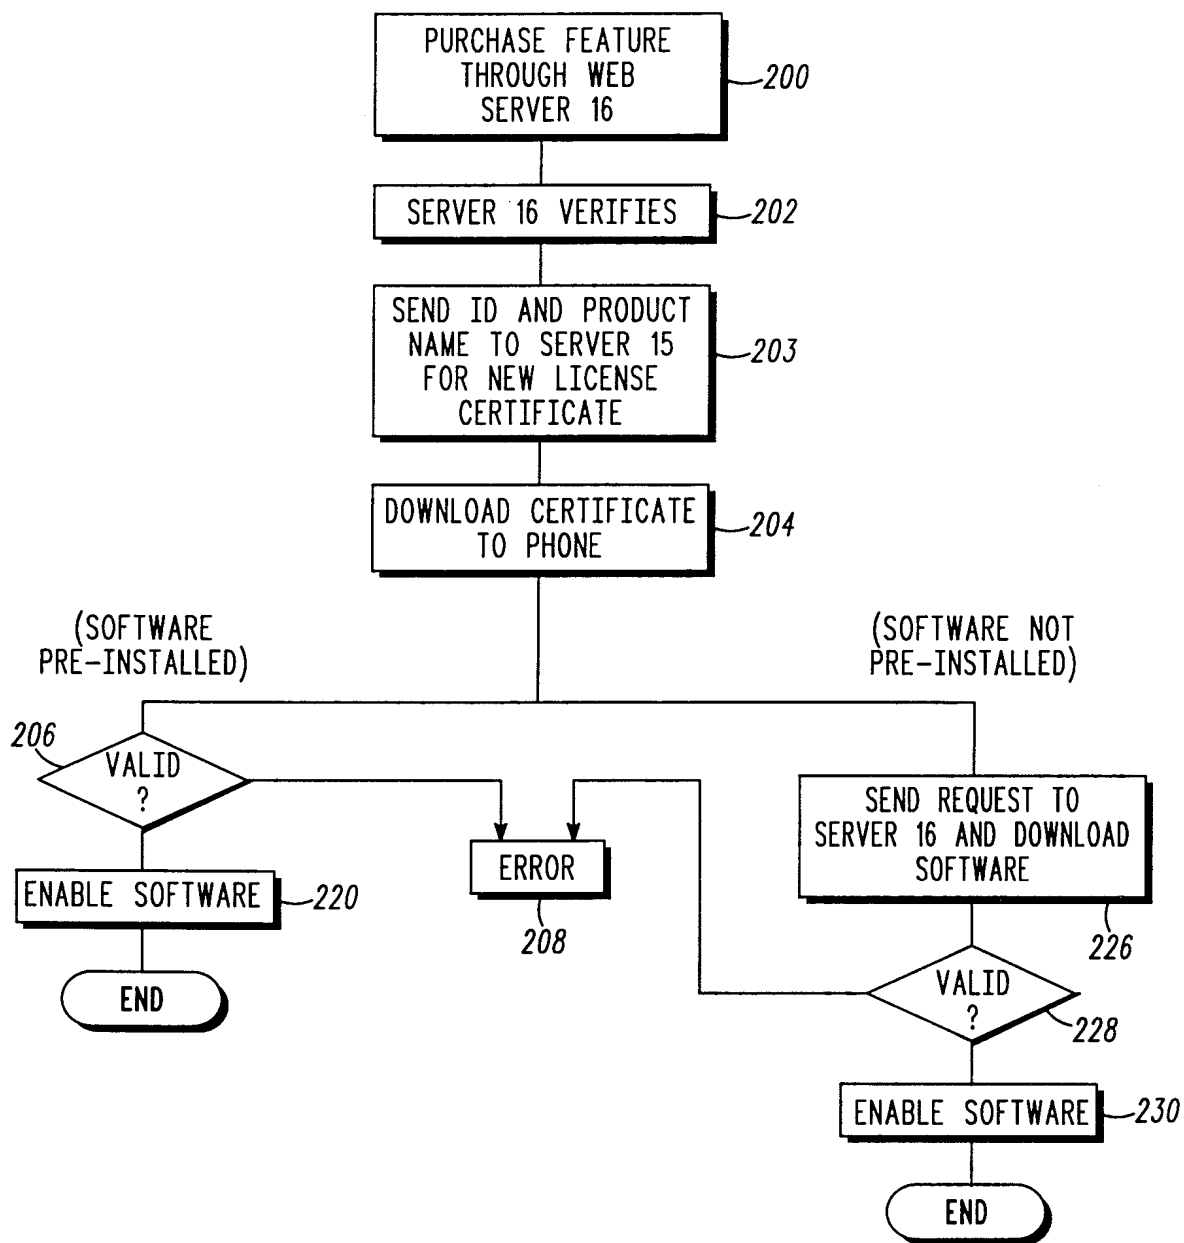 PURCHASE FEATURE
THROUGH WEB
SERVER 16
200
SERVER 16 VERIFIES
202
SEND ID AND PRODUCT
NAME TO SERVER 15
FOR NEW LICENSE
CERTIFICATE
203
DOWNLOAD CERTIFICATE
TO PHONE
204
(SOFTWARE
PRE-INSTALLED)
(SOFTWARE NOT
PRE-INSTALLED)
206
VALID
?
ERROR
208
SEND REQUEST TO
SERVER 16 AND DOWNLOAD
SOFTWARE
226
ENABLE SOFTWARE
220
END
VALID
?
228
ENABLE SOFTWARE
230
END